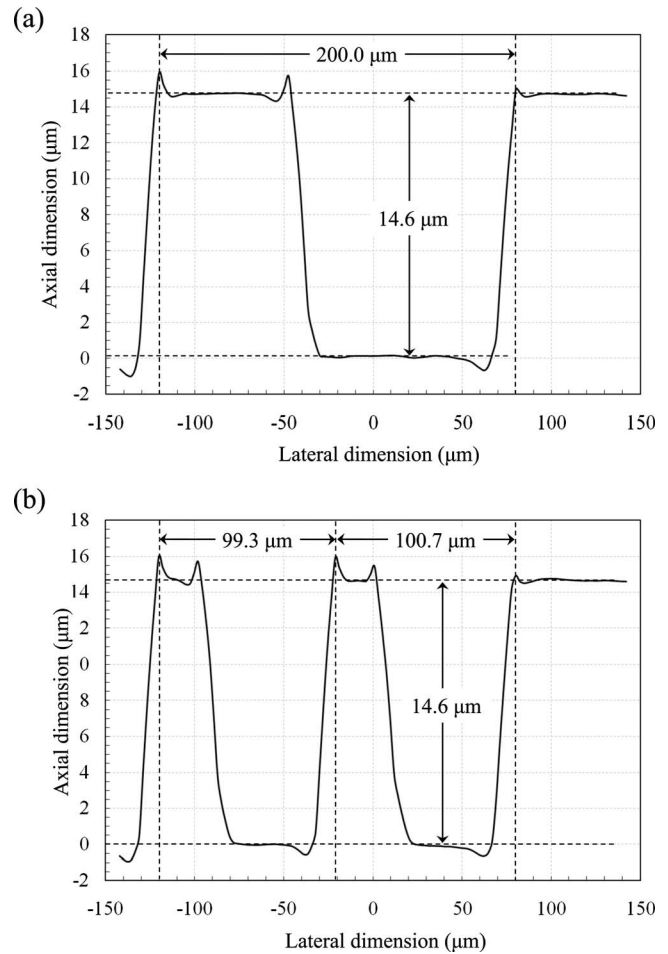 (a)
18
200.0 μm
16
14
12
10
8
14.6 μm
6
4
2
0
-2
Axial dimension (μm)
-150 -100 -50 0 50 100 150
Lateral dimension (μm)
(b)
18
99.3 μm 100.7 μm
16
14
12
0
8
14.6 μm
6
4
2
0
-2
Axial dimension (μm)
-150 -100 -50 0 50 100 150
Lateral dimension (μm)